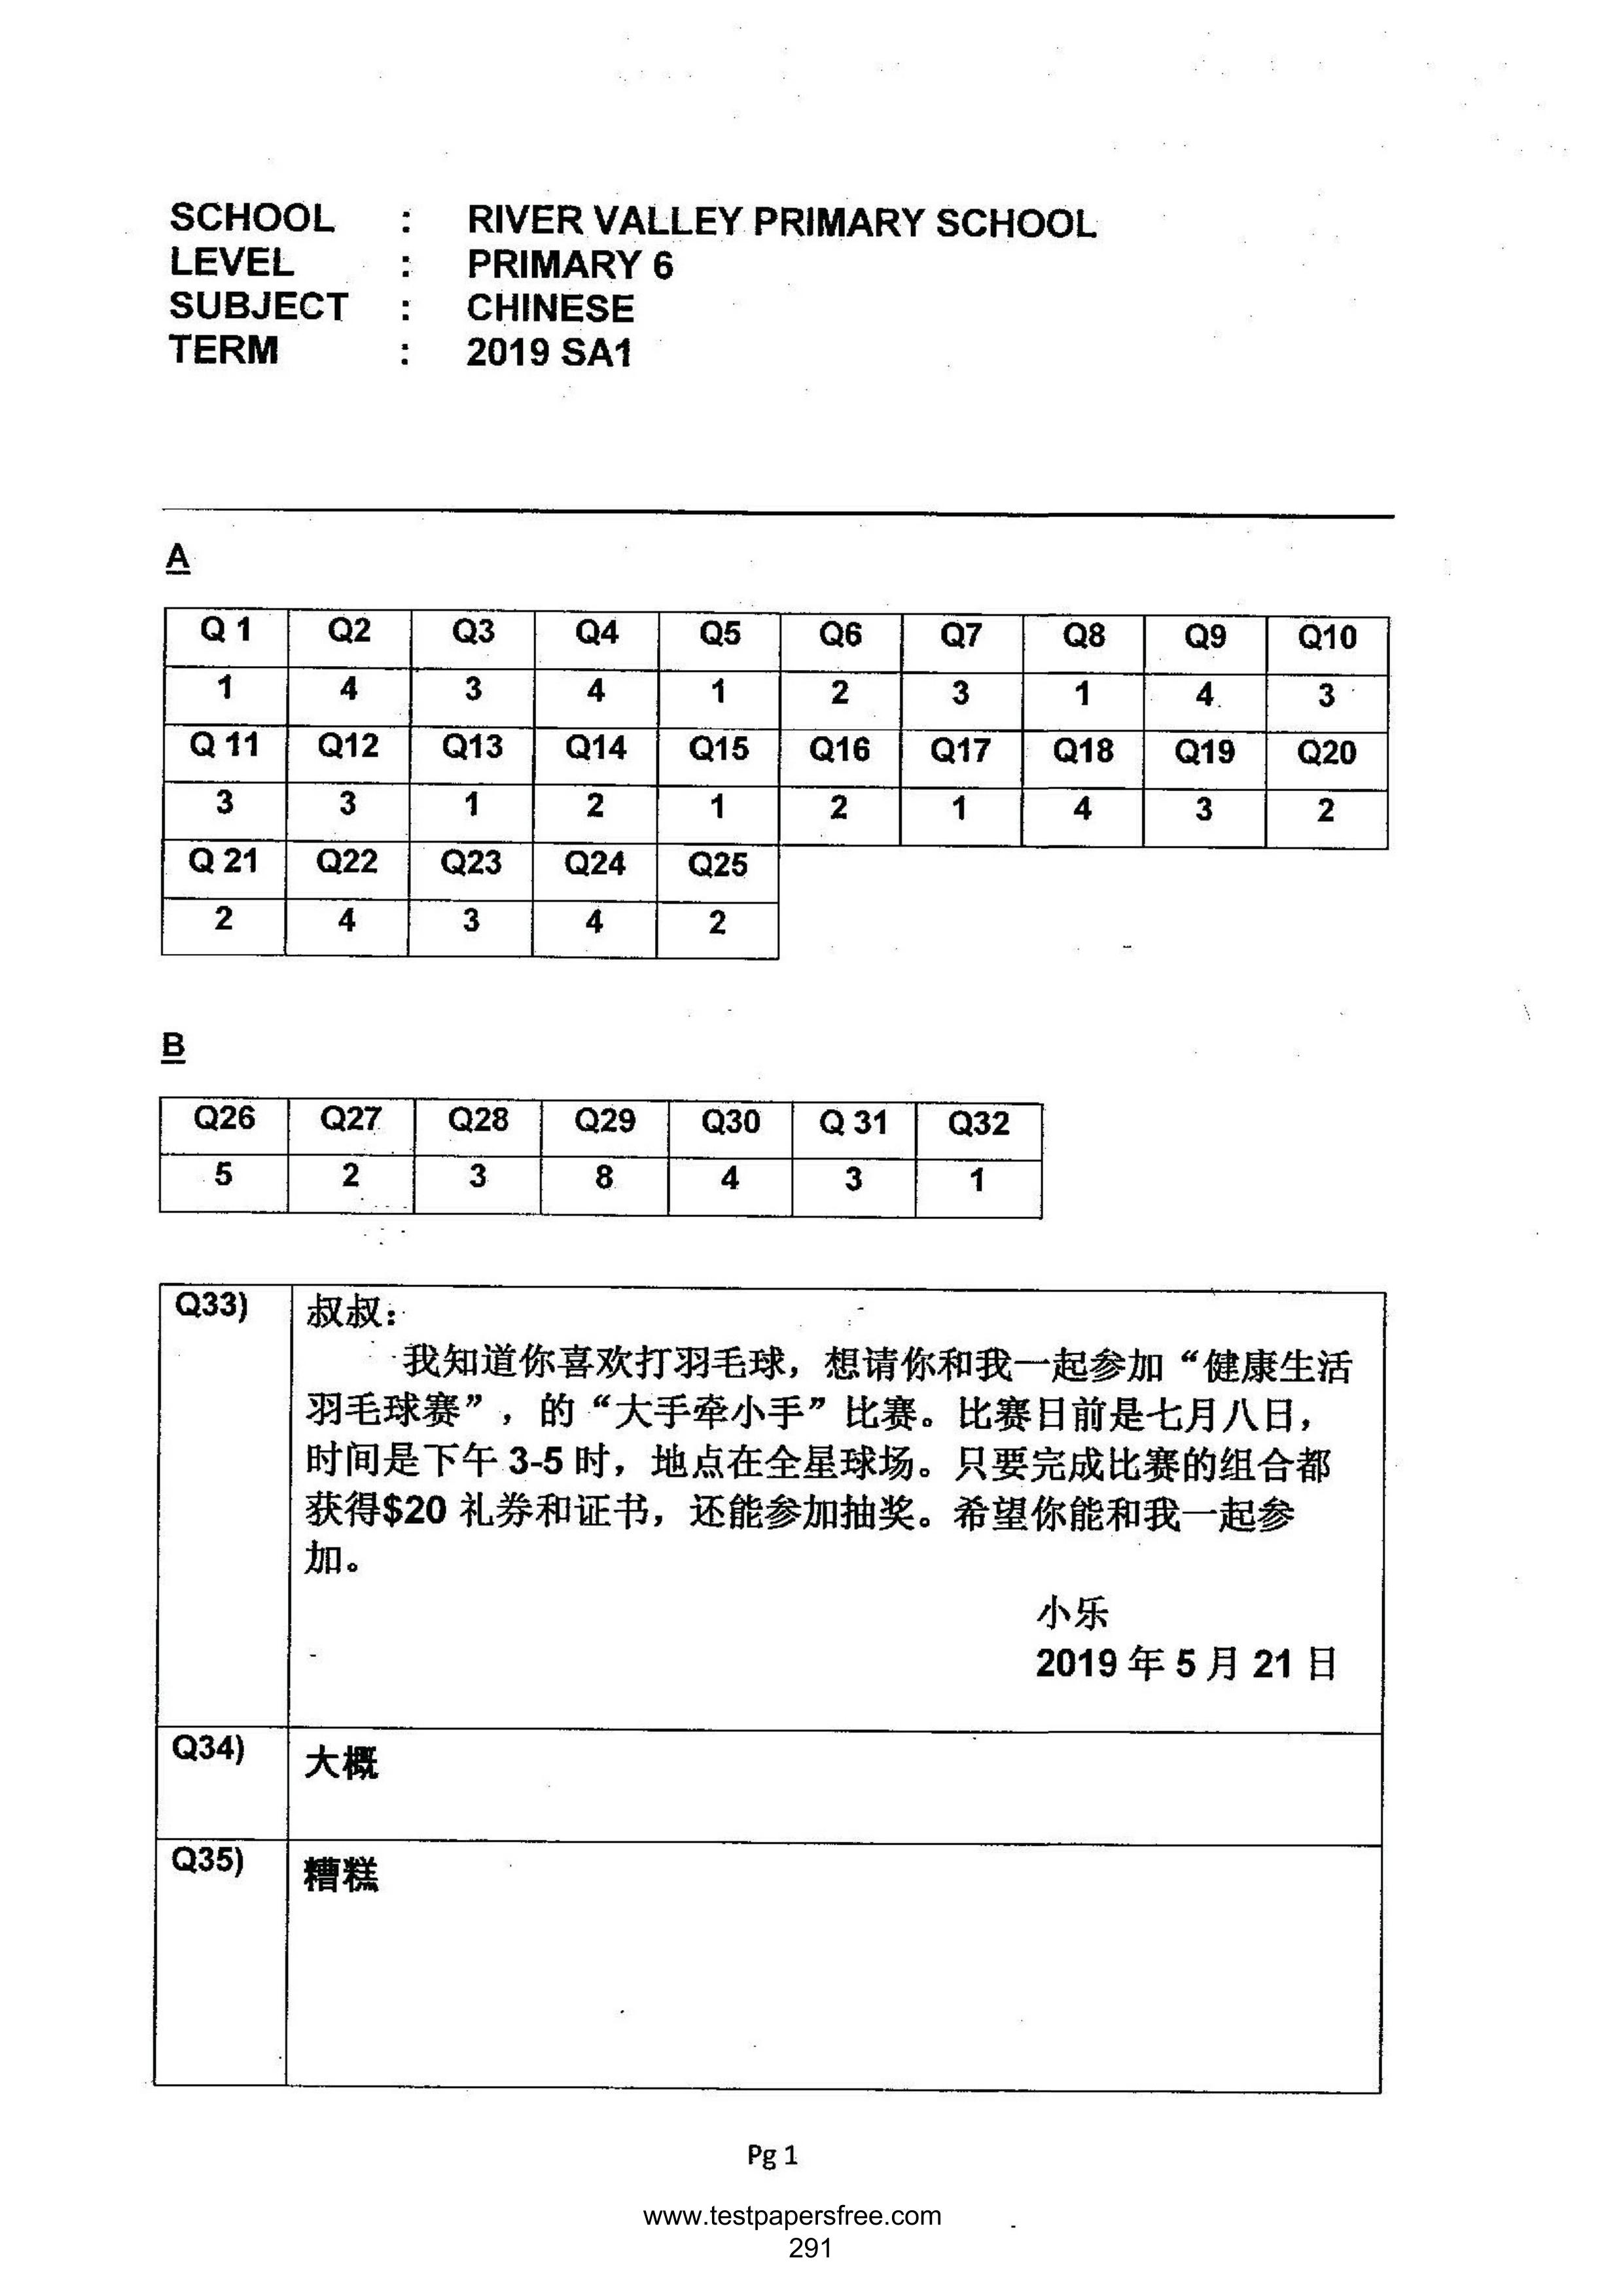 SCHOOL : RIVER VALLEY PRIMARY SCHOOL
LEVEL : PRIMARY 6
SUBJECT : CHINESE
TERM : 2019 SA1
A
Q 1 Q2 Q3 Q4 Q5 Q6 Q7 Q8 Q9 Q10
1 4 3 4 1 2 3 1 4 3
Q 11 Q12 Q13 Q14 Q15 Q16 Q17 Q18 Q19 Q20
3 3 1 2 1 2 1 4 3 2
Q 21 Q22 Q23 Q24 Q25
2 4 3 4 2
B
Q26 Q27 Q28 Q29 Q30 Q 31 Q32
5 2 3 8 4 3 1
Q33) 叔叔：
我知道你喜欢打羽毛球，想请你和我一起参加“健康生活
羽毛球赛”，的“大手牵小手”比赛。比赛日前是七月八日，
时间是下午 3-5 时，地点在全星球场。只要完成比赛的组合都
获得$20 礼券和证书，还能参加抽奖。希望你能和我一起参
加。
小乐
2019 年 5 月 21 日
Q34) 大概
Q35) 糟糕
Pg 1
www.testpapersfree.com
291